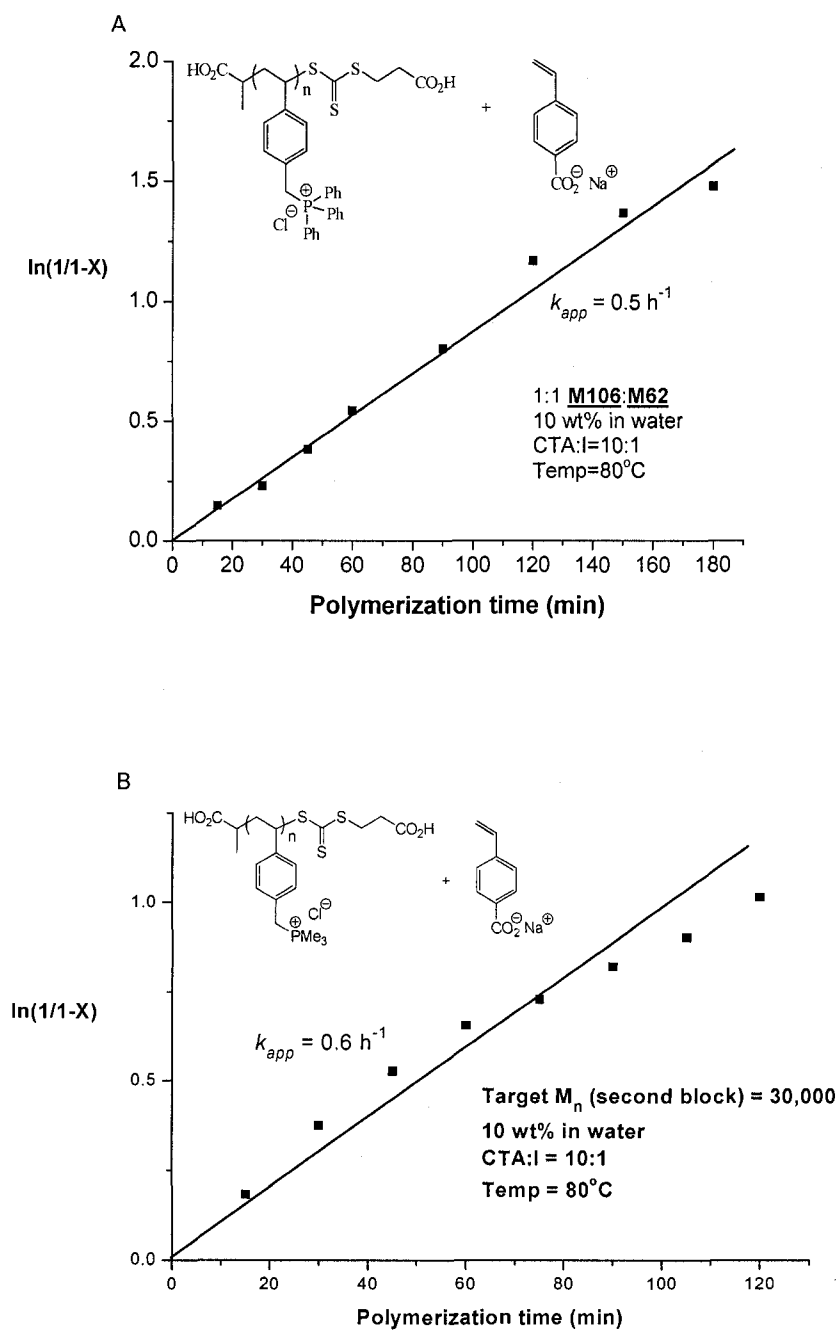 A
2.0
1.5
1.0
0.5
0.0
ln(1/1-X)
HO₂C
n
S
S
S
CO₂H
+
P⊕
Ph
Ph
Ph
Cl⊖
CO₂⊖ Na⊕
k_app = 0.5 h⁻¹
1:1 M106:M62
10 wt% in water
CTA:I=10:1
Temp=80°C
0 20 40 60 80 100 120 140 160 180
Polymerization time (min)
B
1.0
0.5
0.0
ln(1/1-X)
HO₂C
n
S
S
S
CO₂H
+
Cl⊖
⊕PMe₃
CO₂⊖Na⊕
k_app = 0.6 h⁻¹
Target Mₙ (second block) = 30,000
10 wt% in water
CTA:I = 10:1
Temp = 80°C
0 20 40 60 80 100 120
Polymerization time (min)